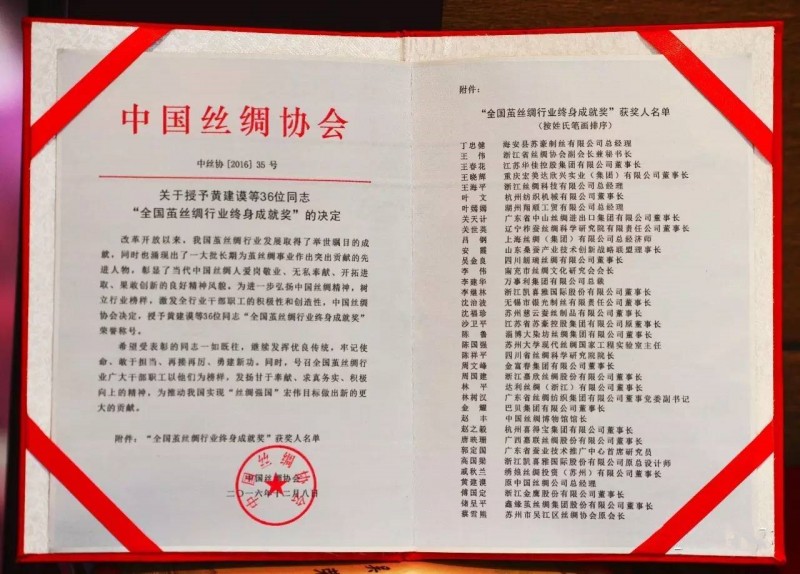 中国丝绸协会
中丝协 [2016] 35 号
关于授予黄建谟等36位同志
“全国茧丝绸行业终身成就奖”的决定
改革开放以来，我国茧丝绸行业发展取得了举世瞩目的成
就，同时也涌现出了一大批长期为茧丝绸事业作出突出贡献的先
进人物，彰显了当代中国丝绸人爱岗敬业、无私奉献、开拓进
取、果敢创新的良好精神风貌。为进一步弘扬中国丝绸精神，树
立行业榜样，激发全行业干部职工的积极性和创造性，中国丝绸
协会决定，授予黄建谟等36位同志“全国茧丝绸行业终身成就奖”
荣誉称号。
希望受表彰的同志一如既往，继续发挥优良传统，牢记使
命、敢于担当、再接再厉、勇建新功。同时，号召全国茧丝绸行
业广大干部职工以他们为榜样，发扬甘于奉献、求真务实、积极
向上的精神，为推动我国实现“丝绸强国”宏伟目标做出新的更
大的贡献。
附件：“全国茧丝绸行业终身成就奖”获奖人名单
中国丝绸协会
二〇一六年十二月八日
中国丝绸协会
附件：
“全国茧丝绸行业终身成就奖”获奖人名单
（按姓氏笔画排序）
丁忠健 海安县苏豪制丝有限公司总经理
王伟 浙江省丝绸协会副会长兼秘书长
王春花 江苏华佳控股集团有限公司董事长
王晓辉 重庆宏美达欣兴实业（集团）有限公司董事长
王海平 浙江丝绸科技有限公司总经理
叶文 杭州纺织机械有限公司董事长
叶 湖州翔顺工贸有限公司总经理
关天计 广东省中山丝绸进出口集团有限公司董事长
关世英 辽宁柞蚕丝绸科学研究院有限责任公司董事长
吕钢 上海丝绸（集团）有限公司总经济师
安霞 山东桑蚕产业技术创新战略联盟理事长
吴金良 四川 绸有限公司董事长
李伟 南充市丝绸文化研究会会长
李建华 万事利集团有限公司总裁
李继林 浙江凯喜雅国际股份有限公司董事长
沈治波 无锡市银光制丝有限责任公司董事长
沈福珍 苏州慈云蚕丝制品有限公司董事长
沙卫平 江苏省苏豪控股集团有限公司原董事长
陈鲁 淄博大染坊丝绸集团有限公司董事长
陈国强 苏州大学现代丝绸国家工程实验室主任
陈祥平 四川省丝绸科学研究院院长
周文峰 金富春集团有限公司董事长
周国建 浙江嘉欣丝绸股份有限公司董事长
林平 达利丝绸（浙江）有限公司董事长
林树汉 广东省丝绸纺织集团有限公司董事党委副书记
金耀 巴贝集团有限公司董事长
赵丰 中国丝绸博物馆馆长
赵之毅 杭州喜得宝集团有限公司董事长
唐映珊 广西嘉联丝绸股份有限公司董事长
郭定国 广东省蚕业技术推广中心首席研究员
高国梁 浙江凯喜雅国际股份有限公司原总设计师
戚秋兰 绣维丝网投资（苏州）有限公司董事长
黄建谟 原中国丝绸公司总经理
傅国定 浙江金鹰股份有限公司董事长
储呈平 鑫缘茧丝绸集团股份有限公司董事长
蔡雪熊 苏州市吴江区丝绸协会原会长